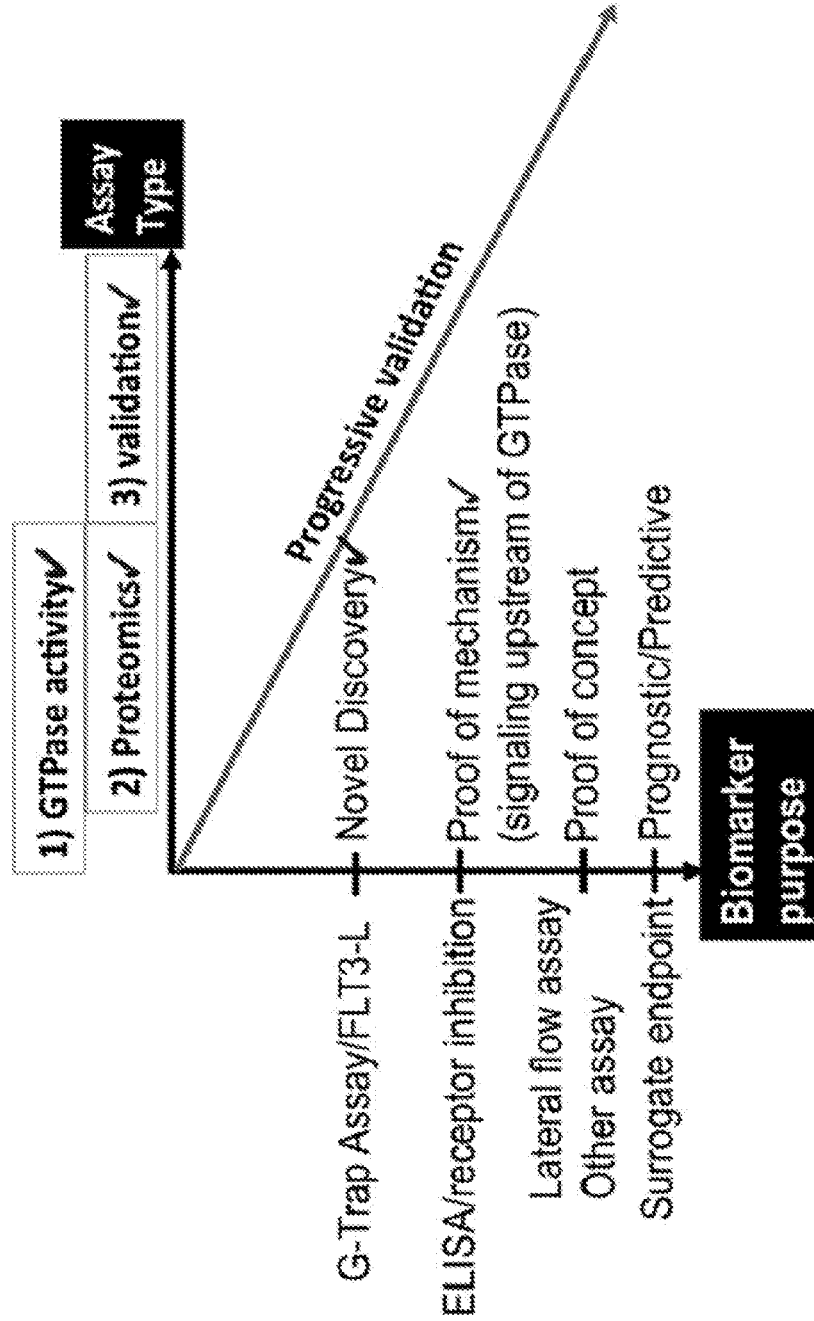 1) GTPase activity✓
2) Proteomics✓
3) validation✓
Assay
Type
Progressive validation
G-Trap Assay/FLT3-L
Novel Discovery✓
ELISA/receptor inhibition
Proof of mechanism✓
(signaling upstream of GTPase)
Lateral flow assay
Other assay
Proof of concept
Surrogate endpoint
Prognostic/Predictive
Biomarker
purpose